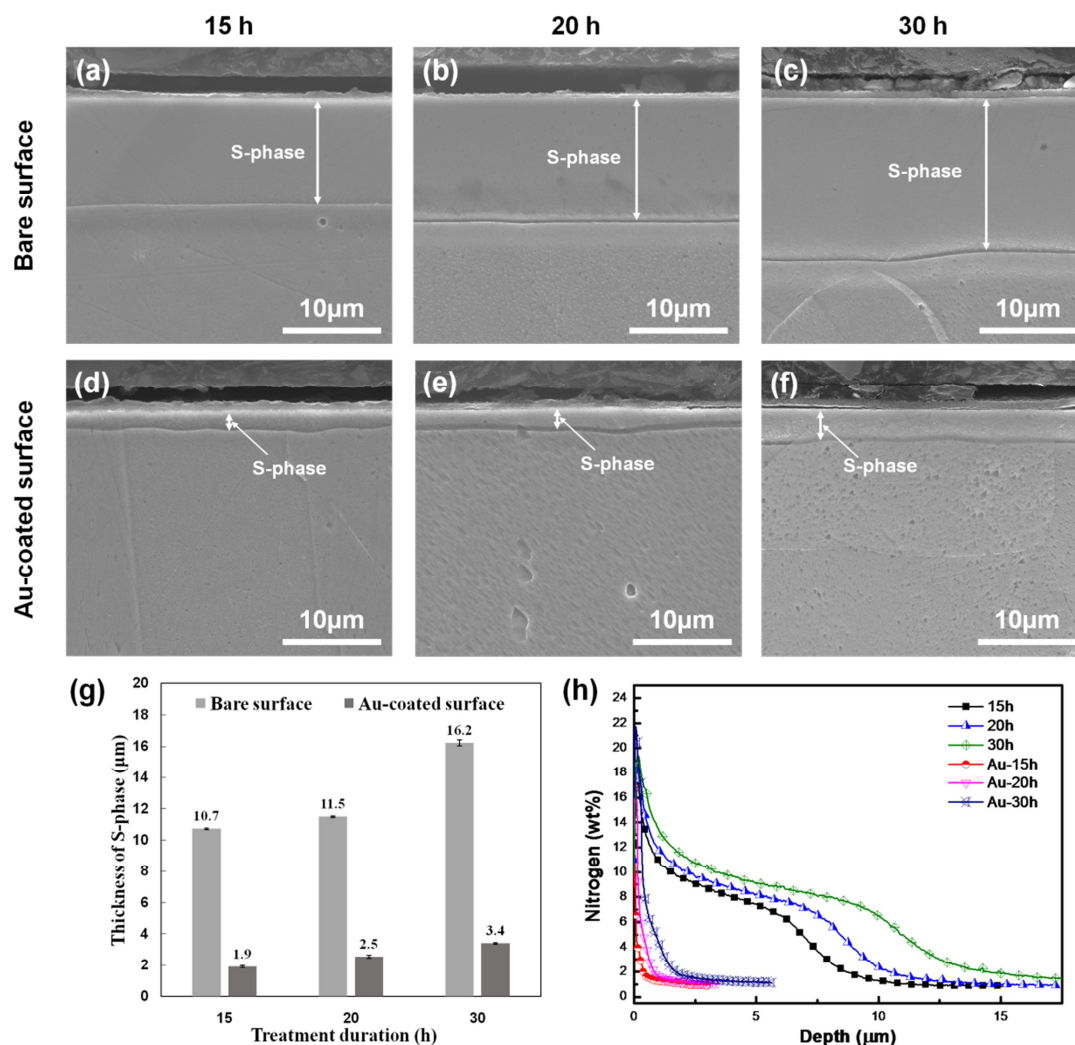 15 h
20 h
30 h
Bare surface
(a)
S-phase
10μm
(b)
S-phase
10μm
(c)
S-phase
10μm
Au-coated surface
(d)
S-phase
10μm
(e)
S-phase
10μm
(f)
S-phase
10μm
(g)
Thickness of S-phase (μm)
20
18
16
14
12
10
8
6
4
2
0
Bare surface
Au-coated surface
10.7
1.9
11.5
2.5
16.2
3.4
15
20
30
Treatment duration (h)
(h)
Nitrogen (wt%)
24
22
20
18
16
14
12
10
8
6
4
2
0
15h
20h
30h
Au-15h
Au-20h
Au-30h
0
5
10
15
Depth (μm)